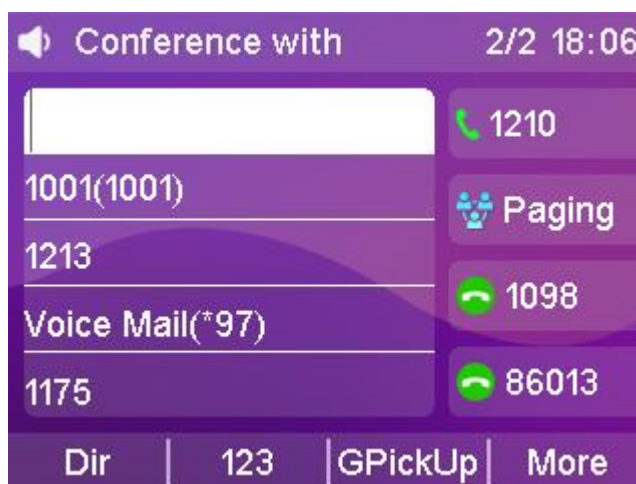 Conference with 2/2 18:06
1001(1001)
1213
Voice Mail(*97)
1175
1210
Paging
1098
86013
Dir 123 GPickUp More